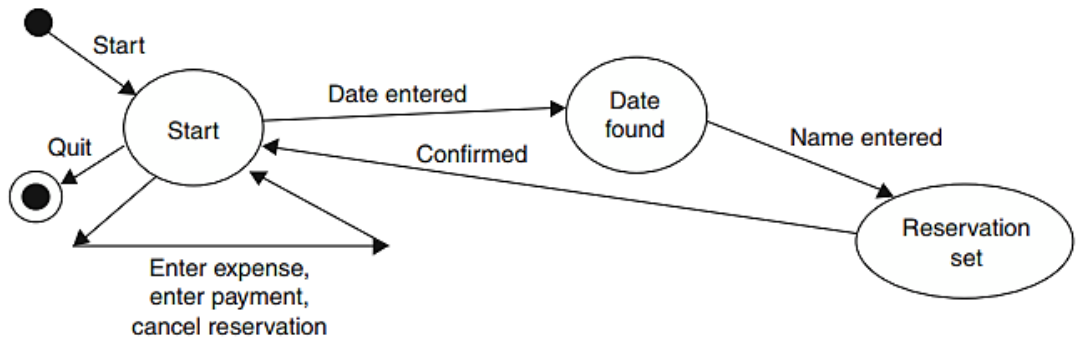 Start
Date entered
Date
found
Start
Name entered
Quit
Confirmed
Reservation
set
Enter expense,
enter payment,
cancel reservation